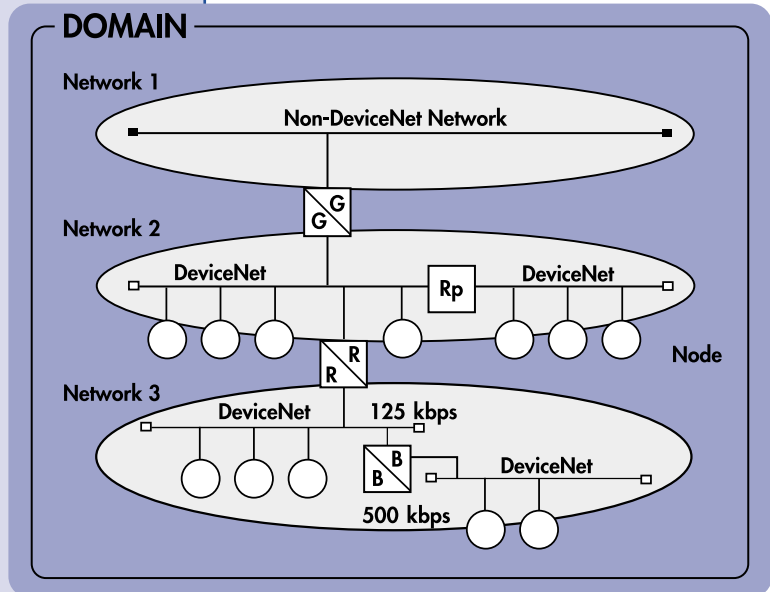 DOMAIN
Network 1
Non-DeviceNet Network
G
G
Network 2
DeviceNet
Rp
DeviceNet
R
R
Node
Network 3
DeviceNet
125 kbps
B
B
DeviceNet
500 kbps